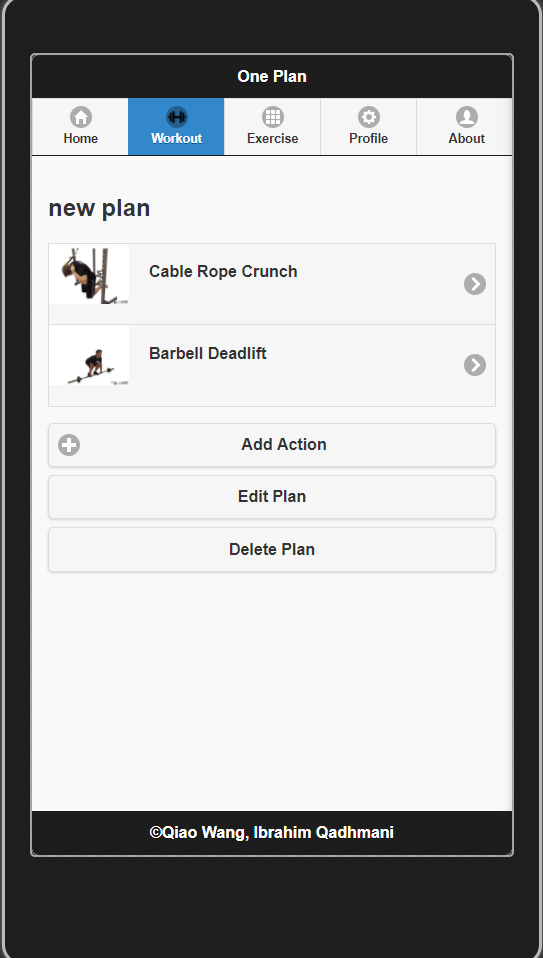 One Plan
Home
Workout
Exercise
Profile
About
new plan
Cable Rope Crunch
Barbell Deadlift
Add Action
Edit Plan
Delete Plan
©Qiao Wang, Ibrahim Qadhmani